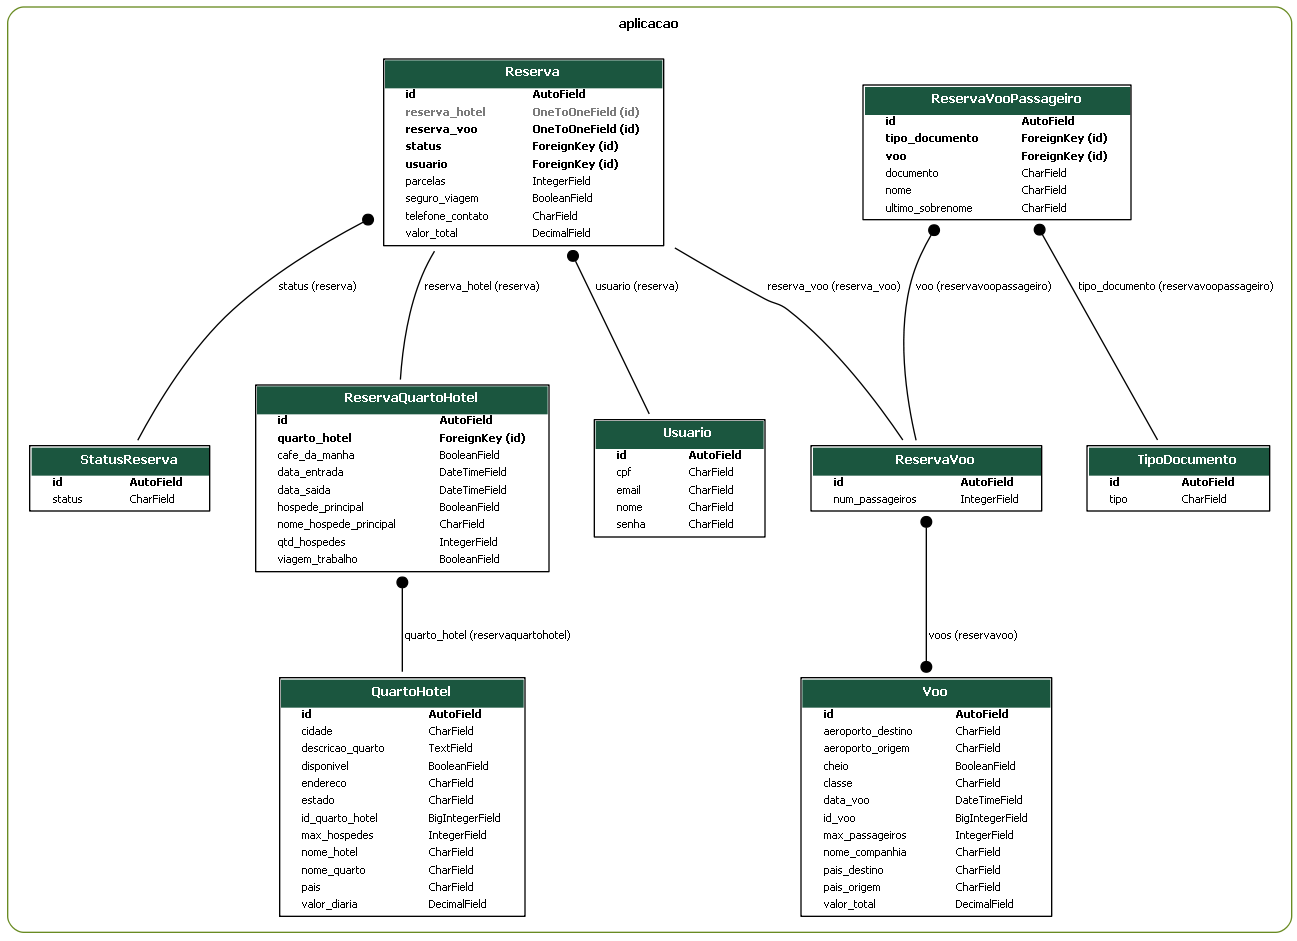 aplicacao
Reserva
id AutoField
reserva_hotel OneToOneField (id)
reserva_voo OneToOneField (id)
status ForeignKey (id)
usuario ForeignKey (id)
parcelas IntegerField
seguro_viagem BooleanField
telefone_contato CharField
valor_total DecimalField
ReservaVooPassageiro
id AutoField
tipo_documento ForeignKey (id)
voo ForeignKey (id)
documento CharField
nome CharField
ultimo_sobrenome CharField
status (reserva)
reserva_hotel (reserva)
usuario (reserva)
reserva_voo (reserva_voo)
voo (reservavoopassageiro)
tipo_documento (reservavoopassageiro)
StatusReserva
id AutoField
status CharField
ReservaQuartoHotel
id AutoField
quarto_hotel ForeignKey (id)
cafe_da_manha BooleanField
data_entrada DateTimeField
data_saida DateTimeField
hospede_principal BooleanField
nome_hospede_principal CharField
qtd_hospedes IntegerField
viagem_trabalho BooleanField
Usuario
id AutoField
cpf CharField
email CharField
nome CharField
senha CharField
ReservaVoo
id AutoField
num_passageiros IntegerField
TipoDocumento
id AutoField
tipo CharField
quarto_hotel (reservaquartohotel)
voos (reservavoo)
QuartoHotel
id AutoField
cidade CharField
descricao_quarto TextField
disponivel BooleanField
endereco CharField
estado CharField
id_quarto_hotel BigIntegerField
max_hospedes IntegerField
nome_hotel CharField
nome_quarto CharField
pais CharField
valor_diaria DecimalField
Voo
id AutoField
aeroporto_destino CharField
aeroporto_origem CharField
cheio BooleanField
classe CharField
data_voo DateTimeField
id_voo BigIntegerField
max_passageiros IntegerField
nome_companhia CharField
pais_destino CharField
pais_origem CharField
valor_total DecimalField